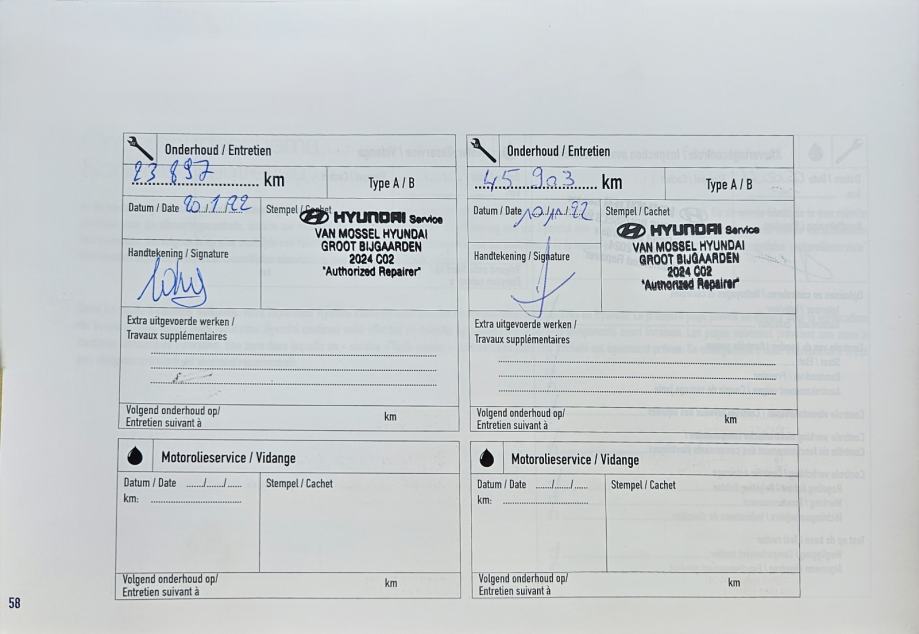 Onderhoud / Entretien
23 897 km
Type A / B
Datum / Date 20/1/22
Stempel / Cachet
HYUNDAI Service
VAN MOSSEL HYUNDAI
GROOT BIJGAARDEN
2024 C02
"Authorized Repairer"
Handtekening / Signature
Extra uitgevoerde werken /
Travaux supplémentaires
Volgend onderhoud op/
Entretien suivant à km
Motorolieservice / Vidange
Datum / Date ....../....../......
Stempel / Cachet
km:
Volgend onderhoud op/
Entretien suivant à km
Onderhoud / Entretien
45 903 km
Type A / B
Datum / Date
Stempel / Cachet
HYUNDAI Service
VAN MOSSEL HYUNDAI
GROOT BIJGAARDEN
2024 C02
"Authorized Repairer"
Handtekening / Signature
Extra uitgevoerde werken /
Travaux supplémentaires
Volgend onderhoud op/
Entretien suivant à km
Motorolieservice / Vidange
Datum / Date ....../....../......
Stempel / Cachet
km:
Volgend onderhoud op/
Entretien suivant à km
58